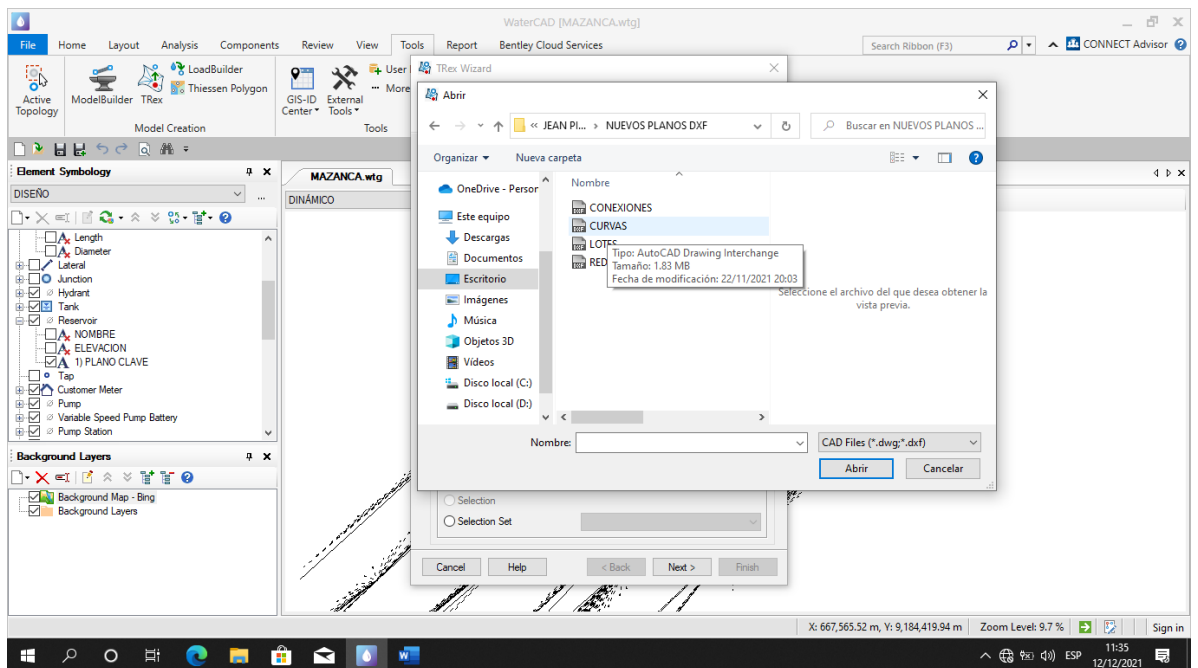 WaterCAD [MAZANCA.wtg]
File Home Layout Analysis Components Review View Tools Report Bentley Cloud Services Search Ribbon (F3) CONNECT Advisor
Active Topology
ModelBuilder
TRex
LoadBuilder
Thiessen Polygon
GIS-ID Center
External Tools
User
More
Model Creation
Tools
Element Symbology
DISEÑO
...
Length
Diameter
Lateral
Junction
Hydrant
Tank
Reservoir
NOMBRE
ELEVACION
1) PLANO CLAVE
Tap
Customer Meter
Pump
Variable Speed Pump Battery
Pump Station
Background Layers
Background Map - Bing
Background Layers
MAZANCA.wtg
DINÁMICO
TRex Wizard
Abrir
« JEAN PI... › NUEVOS PLANOS DXF
Buscar en NUEVOS PLANOS ...
Organizar
Nueva carpeta
OneDrive - Person
Este equipo
Descargas
Documentos
Escritorio
Imágenes
Música
Objetos 3D
Vídeos
Disco local (C:)
Disco local (D:)
Nombre
CONEXIONES
CURVAS
LOTES
RED
Tipo: AutoCAD Drawing Interchange
Tamaño: 1.83 MB
Fecha de modificación: 22/11/2021 20:03
Seleccione el archivo del que desea obtener la
vista previa.
Nombre:
CAD Files (*.dwg;*.dxf)
Abrir
Cancelar
Selection
Selection Set
Cancel
Help
< Back
Next >
Finish
X: 667,565.52 m, Y: 9,184,419.94 m
Zoom Level: 9.7 %
Sign in
ESP
11:35
12/12/2021